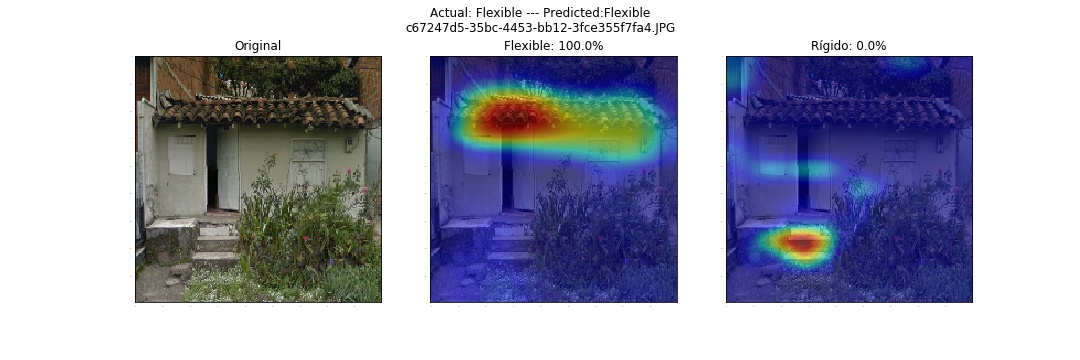 Actual: Flexible --- Predicted:Flexible
c67247d5-35bc-4453-bb12-3fce355f7fa4.JPG
Original
Flexible: 100.0%
Rígido: 0.0%